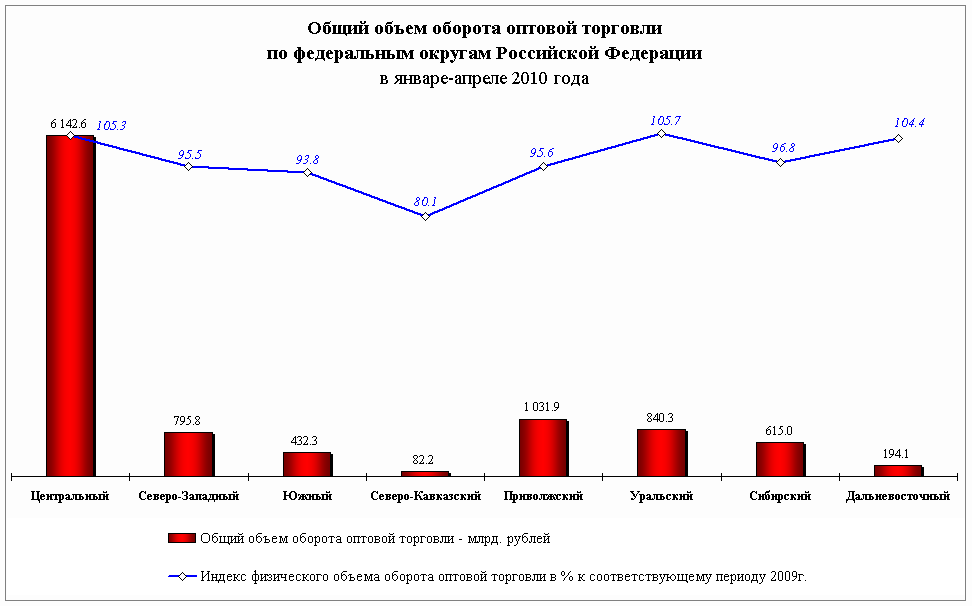 Общий объем оборота оптовой торговли
по федеральным округам Российской Федерации
в январе-апреле 2010 года
6 142.6
105.3
95.5
93.8
80.1
95.6
105.7
96.8
104.4
795.8
432.3
82.2
1 031.9
840.3
615.0
194.1
Центральный
Северо-Западный
Южный
Северо-Кавказский
Приволжский
Уральский
Сибирский
Дальневосточный
Общий объем оборота оптовой торговли - млрд. рублей
Индекс физического объема оборота оптовой торговли в % к соответствующему периоду 2009г.